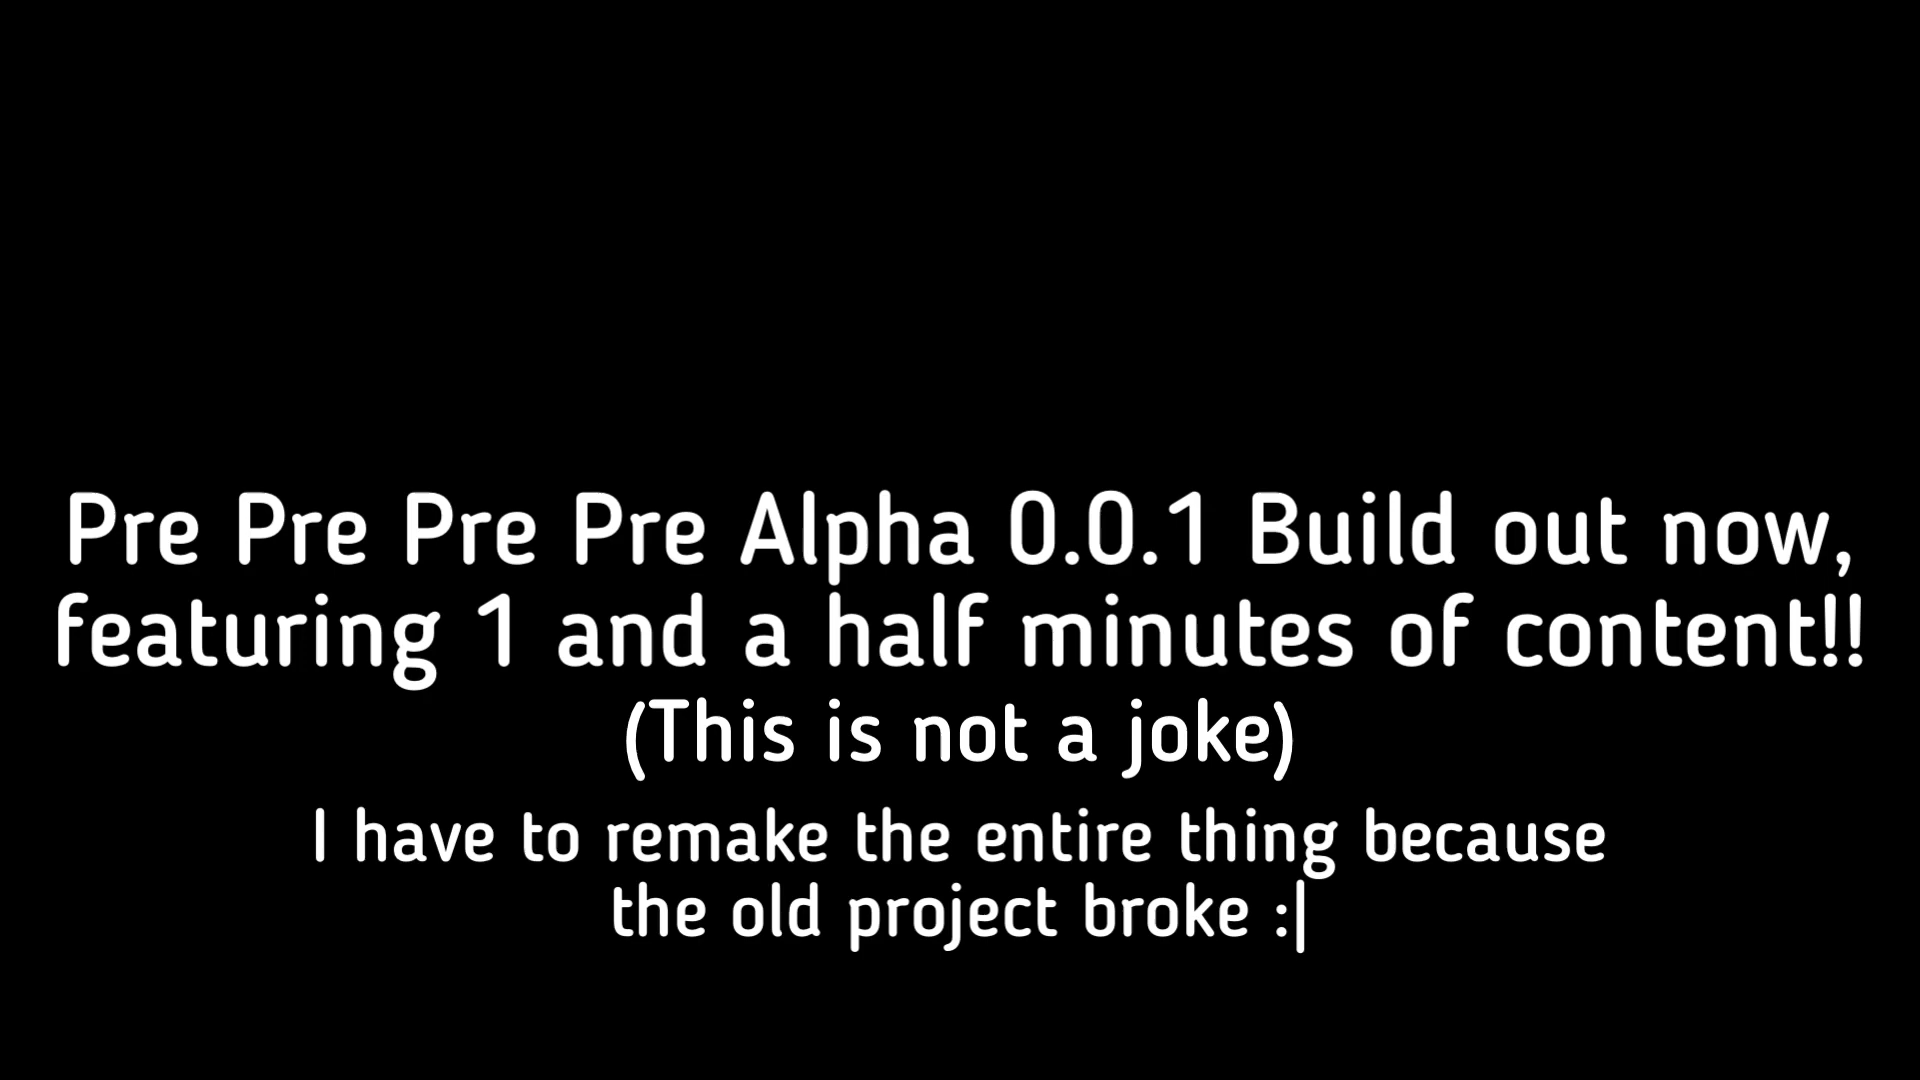 Pre Pre Pre Pre Alpha 0.0.1 Build out now,
featuring 1 and a half minutes of content!!
(This is not a joke)
I have to remake the entire thing because
the old project broke :|